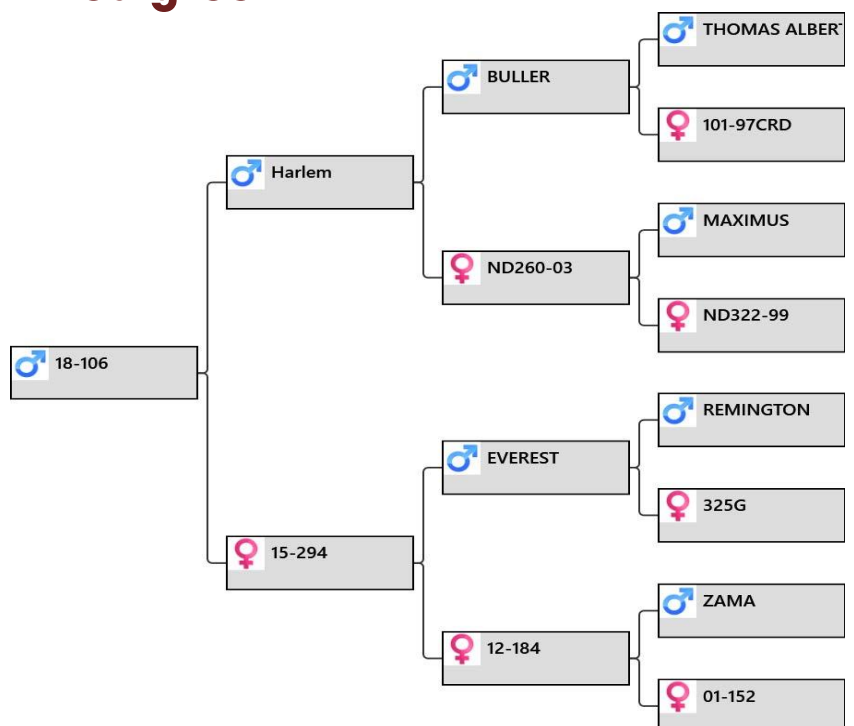 THOMAS ALBERT
BULLER
101-97CRD
Harlem
MAXIMUS
ND260-03
ND322-99
18-106
REMINGTON
EVEREST
325G
15-294
ZAMA
12-184
01-152